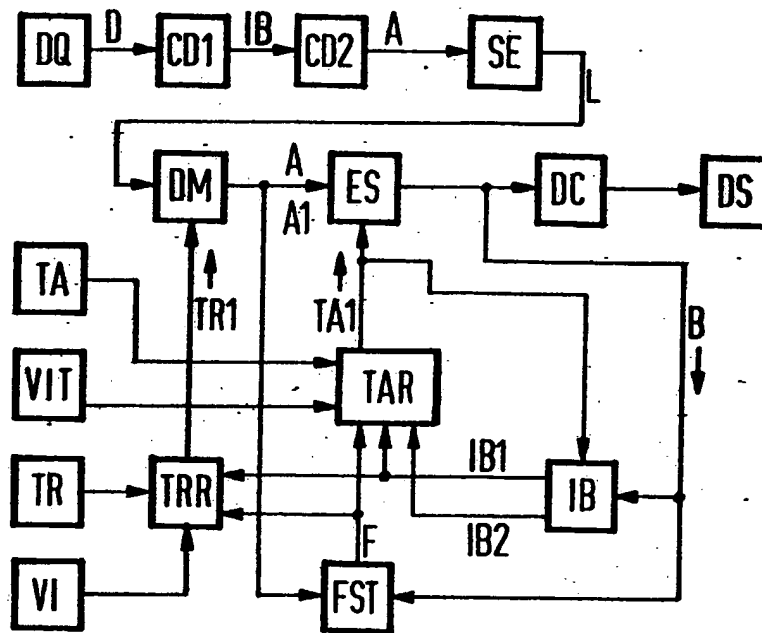 D IB A
DQ CD1 CD2 SE
L
A
DM ES DC DS
A1
TA TR1 TA1 B
VIT TAR
IB1
TR TRR IB
IB2
F
VI FST